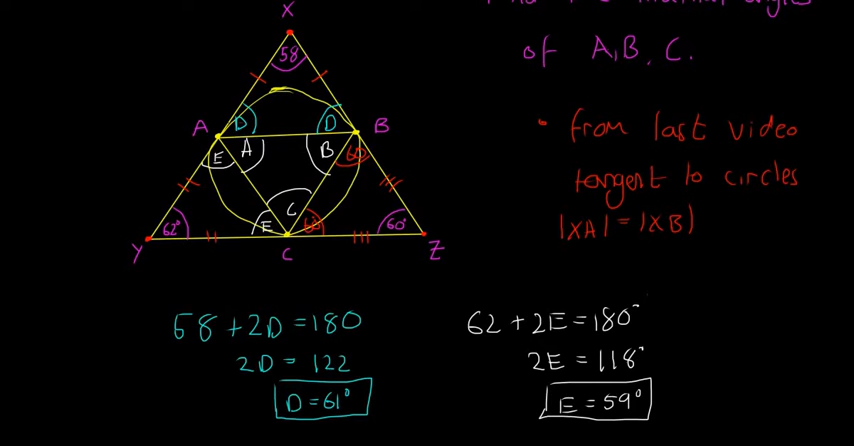 X
58
of A, B, C.
A
D
D
B
E
A
B
60
• from last video
tangent to circles
|XA| = |XB|
62°
E
C
60°
60°
Y
C
Z
58 + 2D = 180
2D = 122
D = 61°
62 + 2E = 180°
2E = 118°
E = 59°